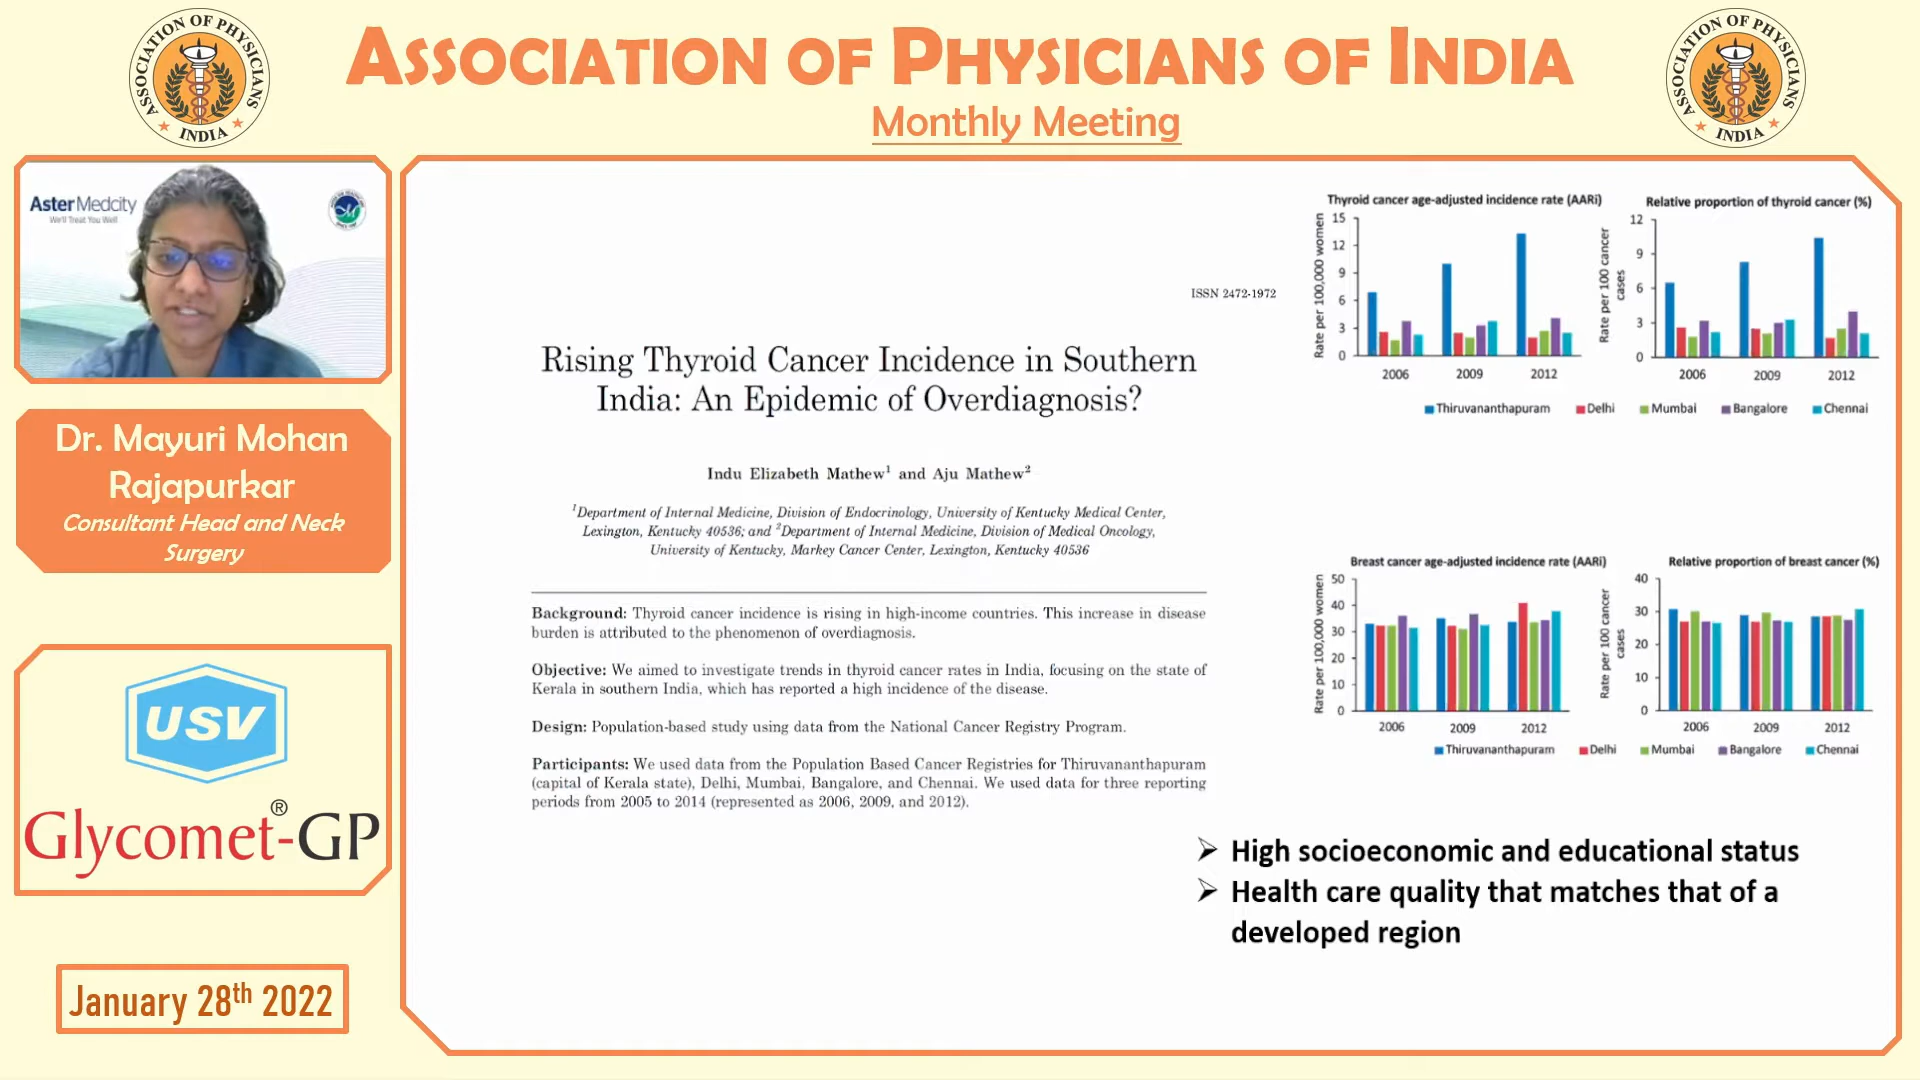 ASSOCIATION OF PHYSICIANS OF INDIA
Monthly Meeting
ASSOCIATION OF PHYSICIANS
INDIA
ASSOCIATION OF PHYSICIANS
INDIA
Aster Medcity
We'll Treat You Well
Dr. Mayuri Mohan
Rajapurkar
Consultant Head and Neck
Surgery
USV
Glycomet®-GP
January 28th 2022
ISSN 2472-1972
Rising Thyroid Cancer Incidence in Southern
India: An Epidemic of Overdiagnosis?
Indu Elizabeth Mathew1 and Aju Mathew2
1Department of Internal Medicine, Division of Endocrinology, University of Kentucky Medical Center,
Lexington, Kentucky 40536; and 2Department of Internal Medicine, Division of Medical Oncology,
University of Kentucky, Markey Cancer Center, Lexington, Kentucky 40536
Background: Thyroid cancer incidence is rising in high-income countries. This increase in disease
burden is attributed to the phenomenon of overdiagnosis.
Objective: We aimed to investigate trends in thyroid cancer rates in India, focusing on the state of
Kerala in southern India, which has reported a high incidence of the disease.
Design: Population-based study using data from the National Cancer Registry Program.
Participants: We used data from the Population Based Cancer Registries for Thiruvananthapuram
(capital of Kerala state), Delhi, Mumbai, Bangalore, and Chennai. We used data for three reporting
periods from 2005 to 2014 (represented as 2006, 2009, and 2012).
Thyroid cancer age-adjusted incidence rate (AARi)
Rate per 100,000 women
15
12
9
6
3
0
2006 2009 2012
Relative proportion of thyroid cancer (%)
Rate per 100 cancer
cases
12
9
6
3
0
2006 2009 2012
Thiruvananthapuram Delhi Mumbai Bangalore Chennai
Breast cancer age-adjusted incidence rate (AARi)
Rate per 100,000 women
50
40
30
20
10
0
2006 2009 2012
Relative proportion of breast cancer (%)
Rate per 100 cancer
cases
40
30
20
10
0
2006 2009 2012
Thiruvananthapuram Delhi Mumbai Bangalore Chennai
➢ High socioeconomic and educational status
➢ Health care quality that matches that of a
developed region